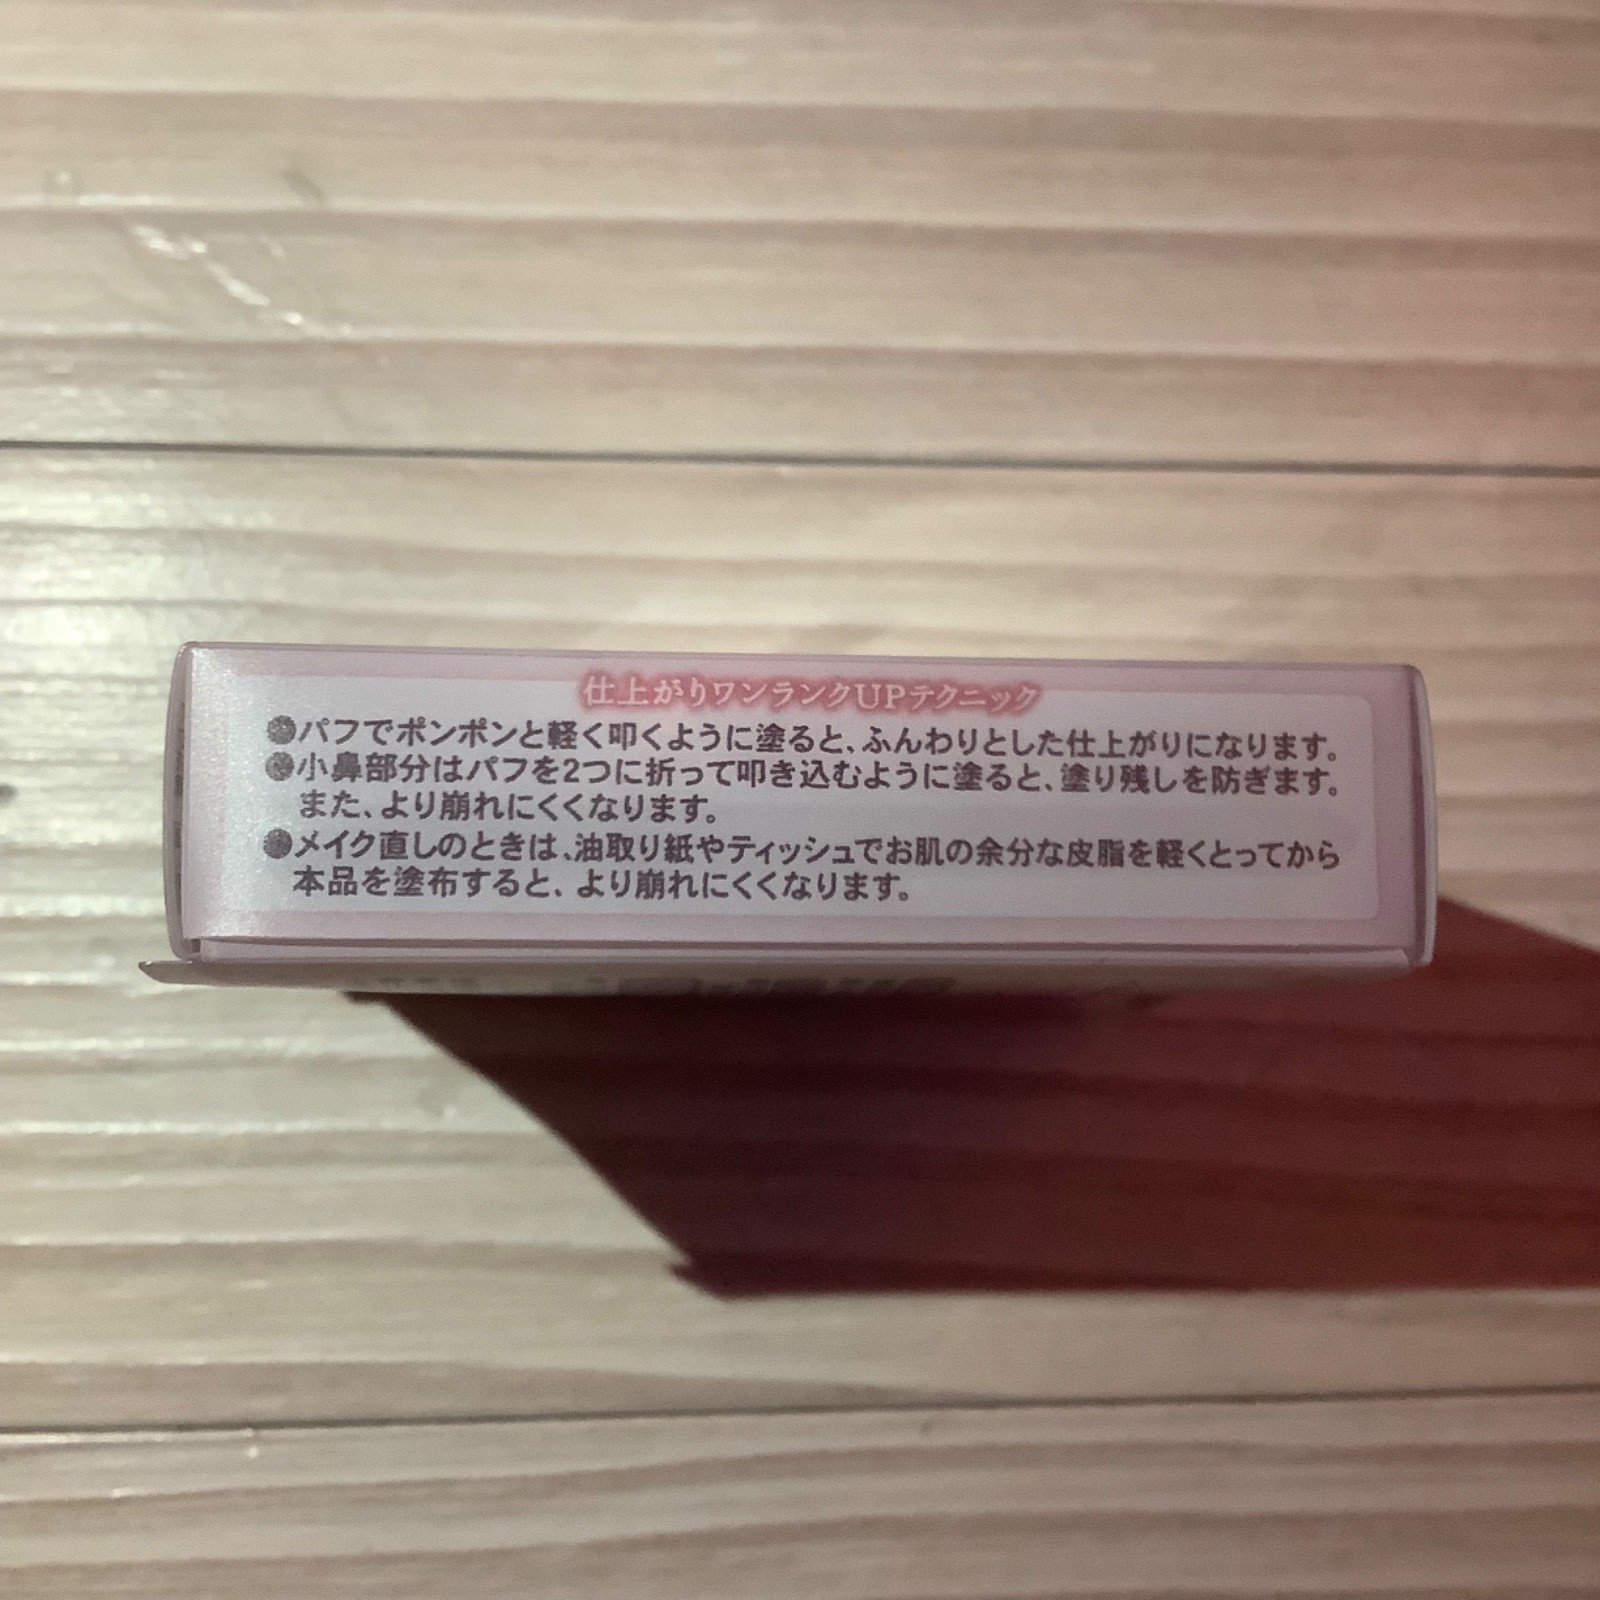 仕上がりワンランクUPテクニック
●パフでポンポンと軽く叩くように塗ると、ふんわりとした仕上がりになります。
●小鼻部分はパフを2つに折って叩き込むように塗ると、塗り残しを防ぎます。
また、より崩れにくくなります。
●メイク直しのときは、油取り紙やティッシュでお肌の余分な皮脂を軽くとってから
本品を塗布すると、より崩れにくくなります。